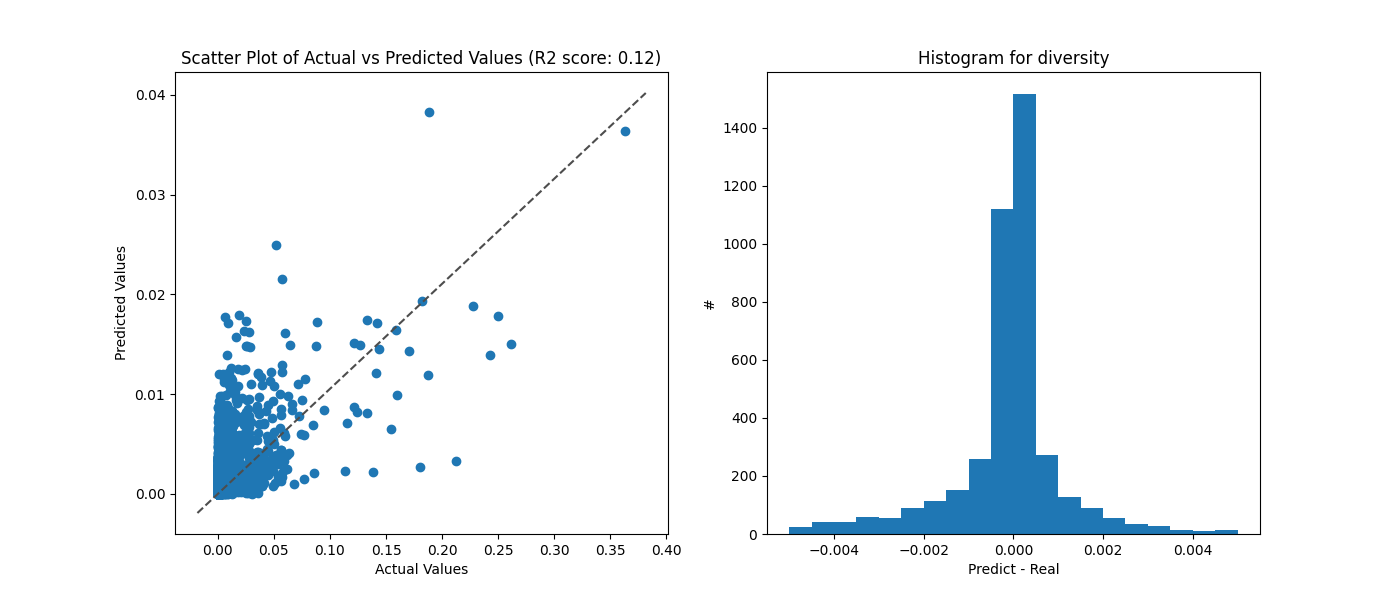 Scatter Plot of Actual vs Predicted Values (R2 score: 0.12)
0.04
0.03
0.02
0.01
0.00
Predicted Values
0.00 0.05 0.10 0.15 0.20 0.25 0.30 0.35 0.40
Actual Values
Histogram for diversity
1400
1200
1000
800
600
400
200
0
#
−0.004 −0.002 0.000 0.002 0.004
Predict - Real